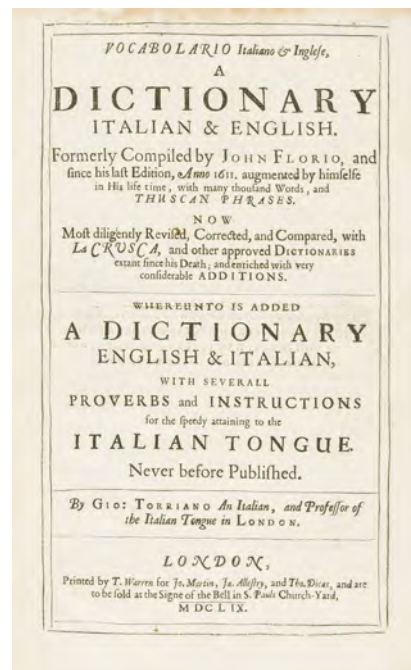 VOCABOLARIO Italiano & Inglese,
A
DICTIONARY
ITALIAN & ENGLISH.
Formerly Compiled by JOHN FLORIO, and
ſince his laſt Edition, Anno 1611. augmented by himſelfe
in His life time, with many thouſand Words, and
THUSCAN PHRASES.
NOW
Moſt diligently Reviſed, Corrected, and Compared, with
La CRUSCA, and other approved DICTIONARIES
extant ſince his Death; and enriched with very
conſiderable ADDITIONS.
WHEREUNTO IS ADDED
A DICTIONARY
ENGLISH & ITALIAN,
WITH SEVERALL
PROVERBS and INSTRUCTIONS
for the ſpeedy attaining to the
ITALIAN TONGUE.
Never before Publiſhed.
By GIO: TORRIANO An Italian, and Profeſſor of
the Italian Tongue in LONDON.
LONDON,
Printed by T. Warren for Jo. Martin, Ja. Alleſtry, and Tho. Dicas, and are
to be ſold at the Signe of the Bell in S. Pauls Church-Yard,
M DC LIX.